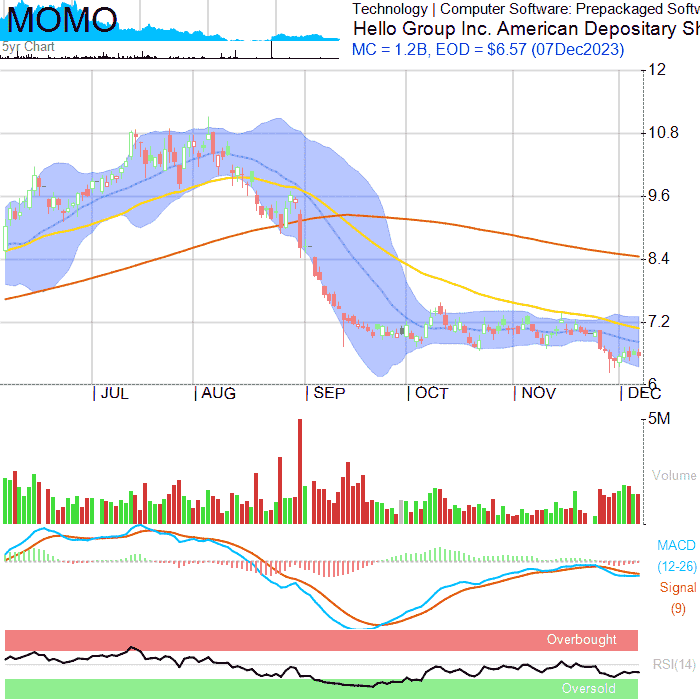 MOMO
5yr Chart
Technology | Computer Software: Prepackaged Softw
Hello Group Inc. American Depositary Sh
MC = 1.2B, EOD = $6.57 (07Dec2023)
12
10.8
9.6
8.4
7.2
6
JUL
AUG
SEP
OCT
NOV
DEC
5M
Volume
MACD
(12-26)
Signal
(9)
Overbought
RSI(14)
Oversold